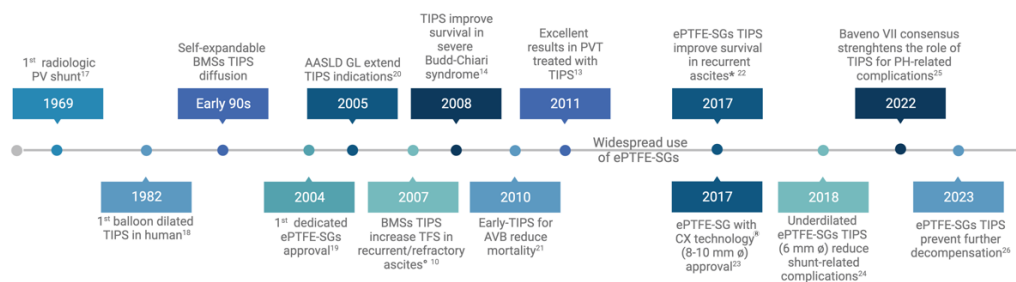 1st radiologic
PV shunt17
1969
Self-expandable
BMSs TIPS
diffusion
Early 90s
AASLD GL extend
TIPS indications20
2005
TIPS improve
survival in
severe
Budd-Chiari
syndrome14
2008
Excellent
results in PVT
treated with
TIPS13
2011
Widespread use
of ePTFE-SGs
ePTFE-SGs TIPS
improve survival
in recurrent
ascites* 22
2017
Baveno VII consensus
strenghtens the role of
TIPS for PH-related
complications25
2022
1982
1st balloon dilated
TIPS in human18
2004
1st dedicated
ePTFE-SGs
approval19
2007
BMSs TIPS
increase TFS in
recurrent/refractory
ascites° 10
2010
Early-TIPS for
AVB reduce
mortality21
2017
ePTFE-SG with
CX technology
(8-10 mm ø)
approval23
2018
Underdilated
ePTFE-SGs TIPS
(6 mm ø) reduce
shunt-related
complications24
2023
ePTFE-SGs TIPS
prevent further
decompensation26